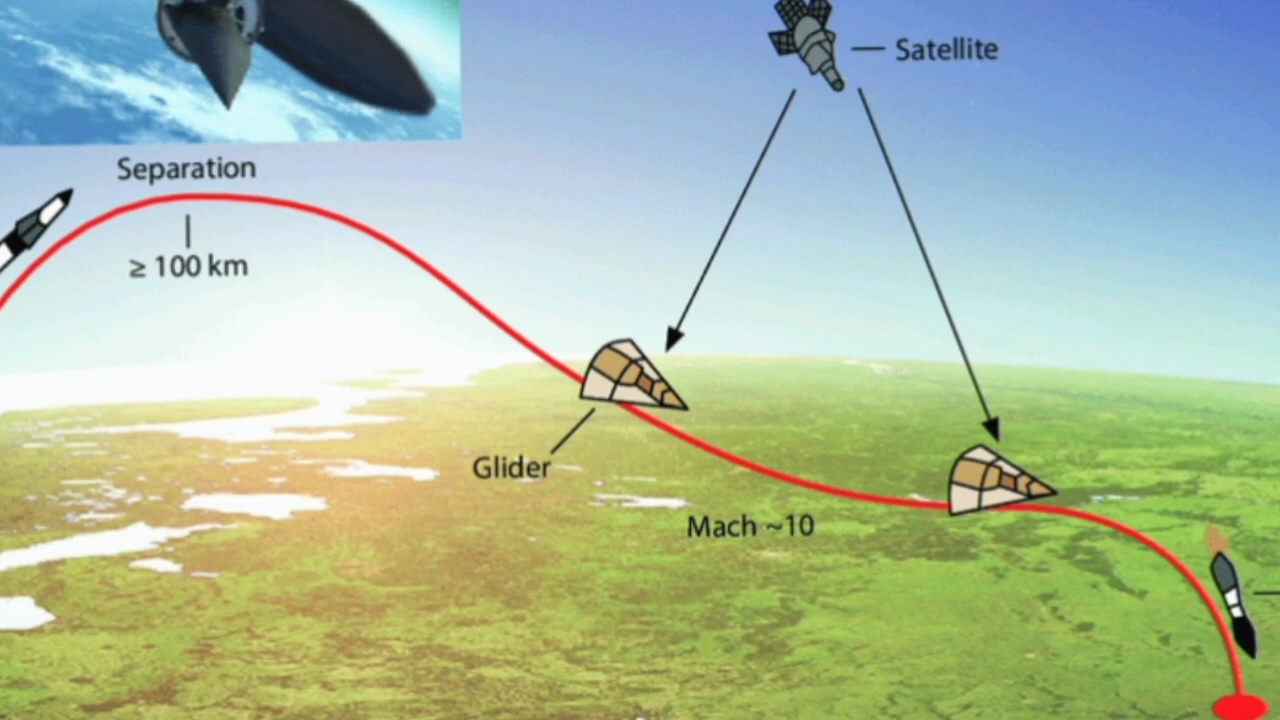 Satellite
Separation
≥ 100 km
Glider
Mach ~10